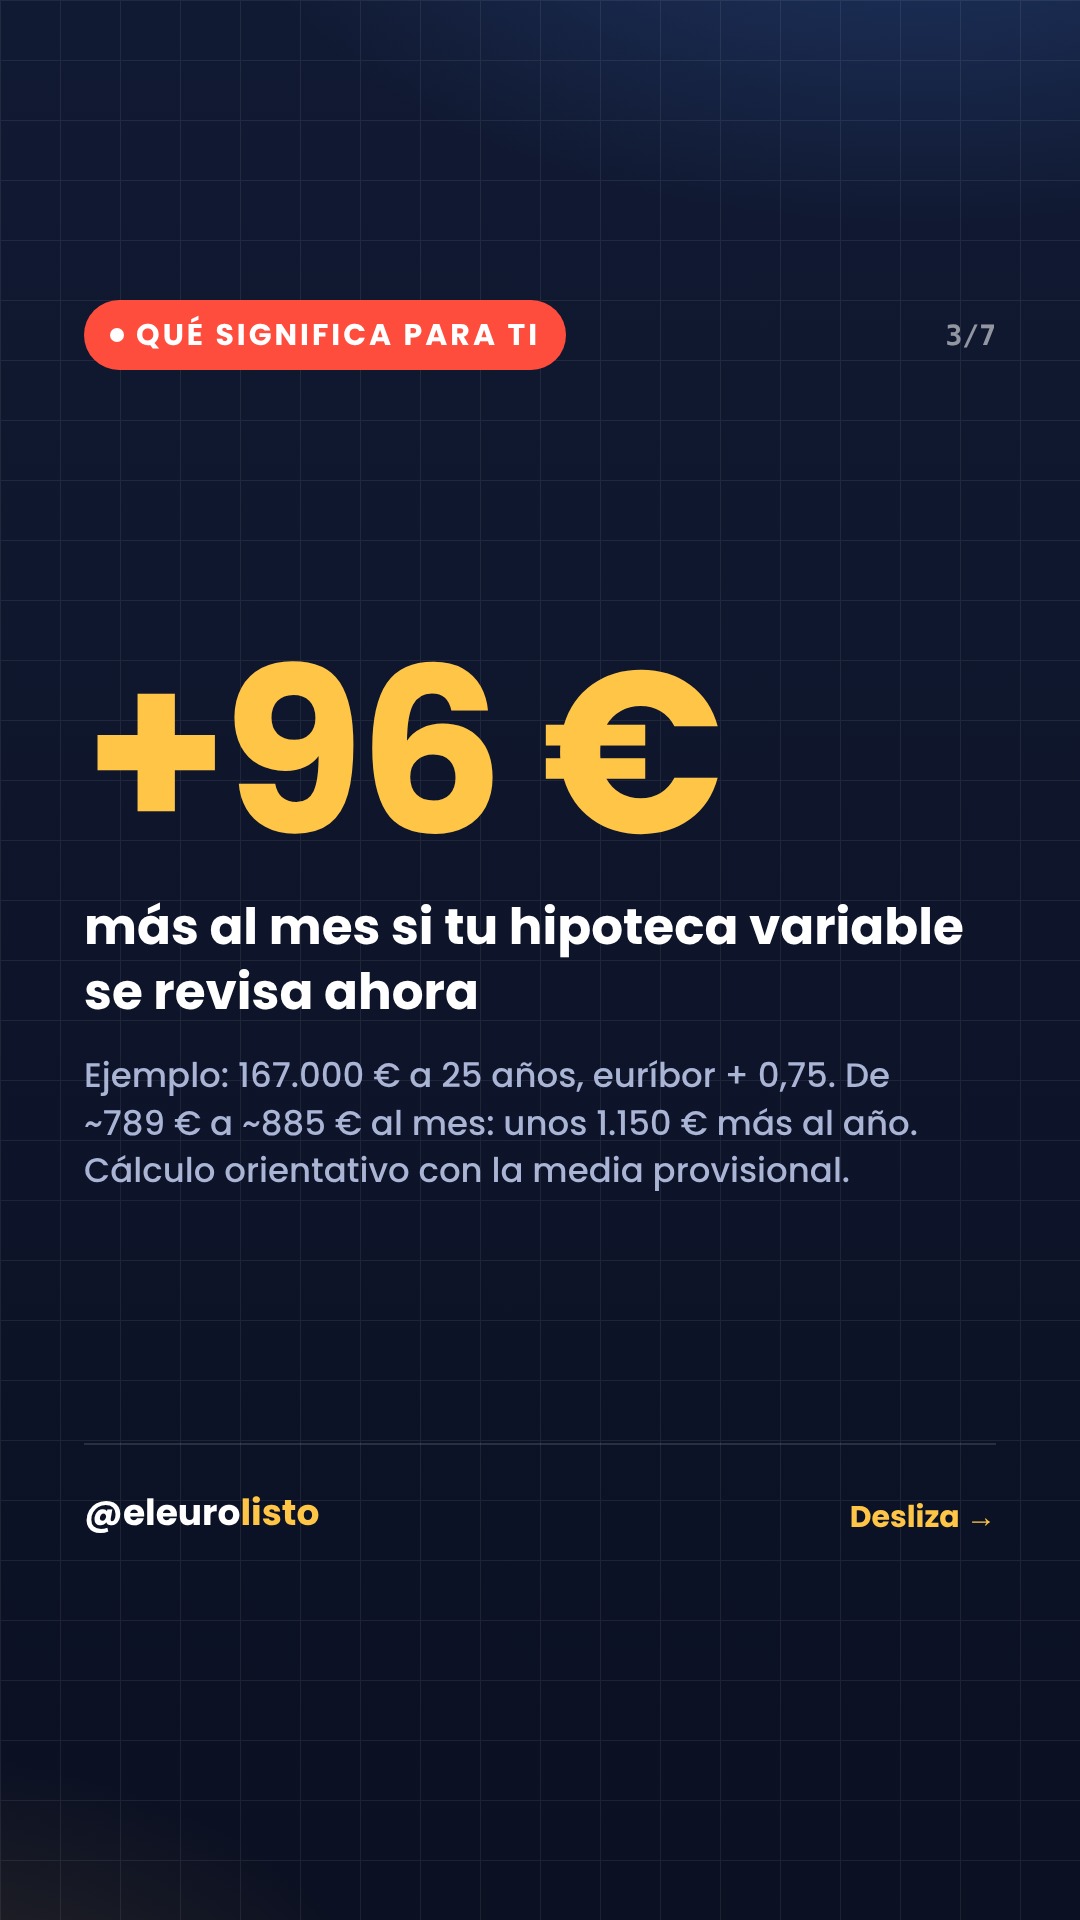 QUÉ SIGNIFICA PARA TI
3/7
+96 €
más al mes si tu hipoteca variable
se revisa ahora
Ejemplo: 167.000 € a 25 años, euríbor + 0,75. De
~789 € a ~885 € al mes: unos 1.150 € más al año.
Cálculo orientativo con la media provisional.
@eleurolisto
Desliza →